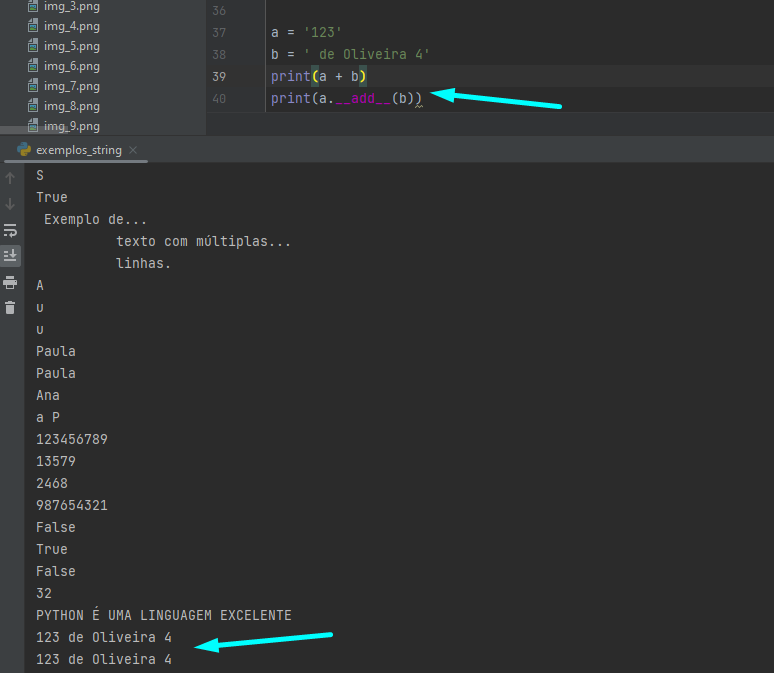 img_3.png
img_4.png
img_5.png
img_6.png
img_7.png
img_8.png
img_9.png
36
37 a = '123'
38 b = ' de Oliveira 4'
39 print(a + b)
40 print(a.__add__(b))
exemplos_string
S
True
Exemplo de...
texto com múltiplas...
linhas.
A
u
u
Paula
Paula
Ana
a P
123456789
13579
2468
987654321
False
True
False
32
PYTHON É UMA LINGUAGEM EXCELENTE
123 de Oliveira 4
123 de Oliveira 4